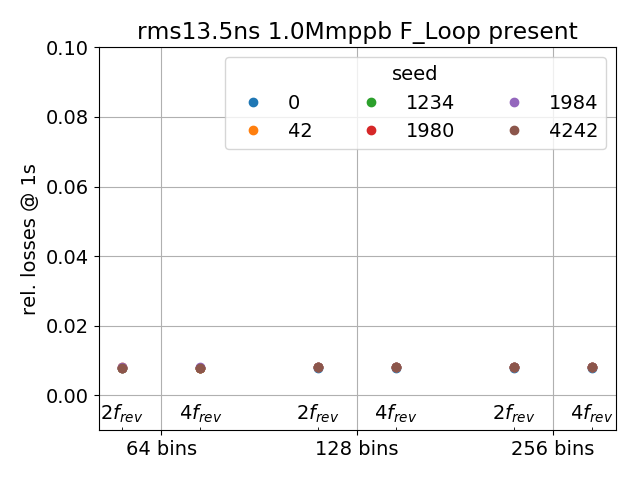 rms13.5ns 1.0Mmppb F_Loop present
rel. losses @ 1s
0.10
0.08
0.06
0.04
0.02
0.00
seed
0 1234 1984
42 1980 4242
2f_rev 4f_rev 2f_rev 4f_rev 2f_rev 4f_rev
64 bins 128 bins 256 bins